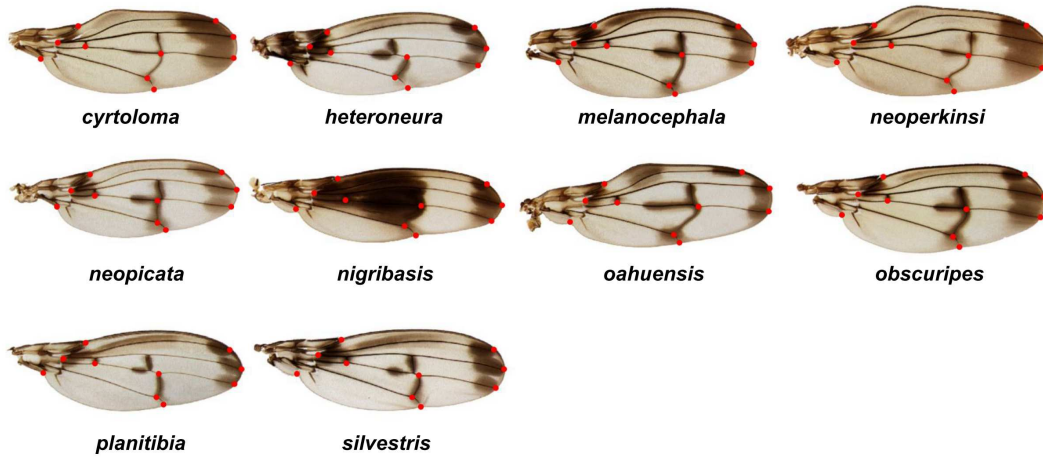 cyrtoloma heteroneura melanocephala neoperkinsi
neopicata nigribasis oahuensis obscuripes
planitibia silvestris